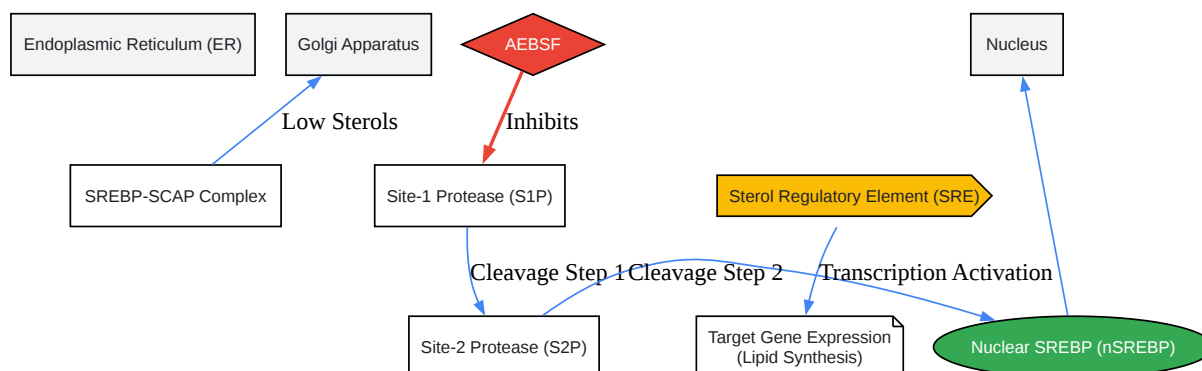 Endoplasmic Reticulum (ER)
Golgi Apparatus
AEBSF
Nucleus
Low Sterols
Inhibits
SREBP-SCAP Complex
Site-1 Protease (S1P)
Sterol Regulatory Element (SRE)
Cleavage Step 1
Cleavage Step 2
Transcription Activation
Site-2 Protease (S2P)
Target Gene Expression
(Lipid Synthesis)
Nuclear SREBP (nSREBP)